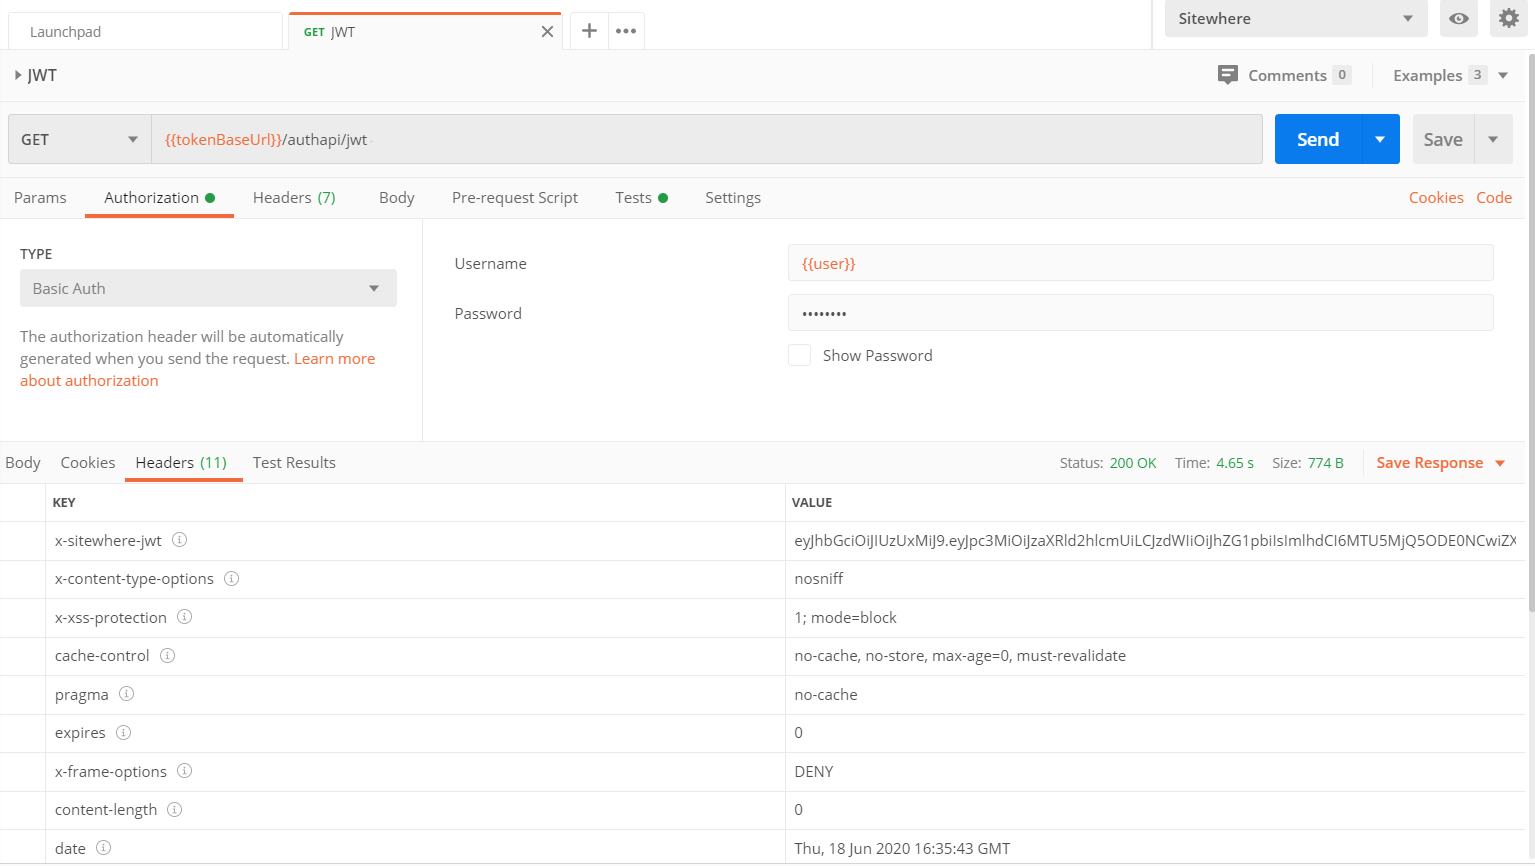 Launchpad
GET JWT
Sitewhere
JWT
Comments 0
Examples 3
GET
{{tokenBaseUrl}}/authapi/jwt
Send
Save
Params
Authorization
Headers (7)
Body
Pre-request Script
Tests
Settings
Cookies
Code
TYPE
Basic Auth
The authorization header will be automatically
generated when you send the request. Learn more
about authorization
Username
{{user}}
Password
••••••••
Show Password
Body
Cookies
Headers (11)
Test Results
Status: 200 OK
Time: 4.65 s
Size: 774 B
Save Response
KEY
VALUE
x-sitewhere-jwt
eyJhbGciOiJIUzUxMiJ9.eyJpc3MiOiJzaXRld2hlcmUiLCJzdWIiOiJhZG1pbiIsImlhdCI6MTU5MjQ5ODE0NCwiZX
x-content-type-options
nosniff
x-xss-protection
1; mode=block
cache-control
no-cache, no-store, max-age=0, must-revalidate
pragma
no-cache
expires
0
x-frame-options
DENY
content-length
0
date
Thu, 18 Jun 2020 16:35:43 GMT